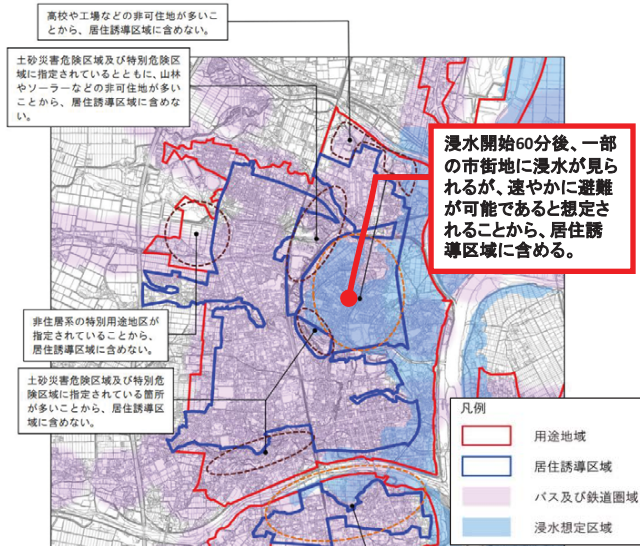 高校や工場などの非可住地が多いこ
とから、居住誘導区域に含めない。
土砂災害危険区域及び特別危険区
域に指定されているとともに、山林
やソーラーなどの非可住地が多い
ことから、居住誘導区域に含めな
い。
浸水開始60分後、一部
の市街地に浸水が見ら
れるが、速やかに避難
が可能であると想定さ
れることから、居住誘
導区域に含める。
非住居系の特別用途地区が
指定されていることから、
居住誘導区域に含めない。
土砂災害危険区域及び特別危
険区域に指定されている箇所
が多いことから、居住誘導区
域に含めない。
凡例
用途地域
居住誘導区域
バス及び鉄道圏域
浸水想定区域